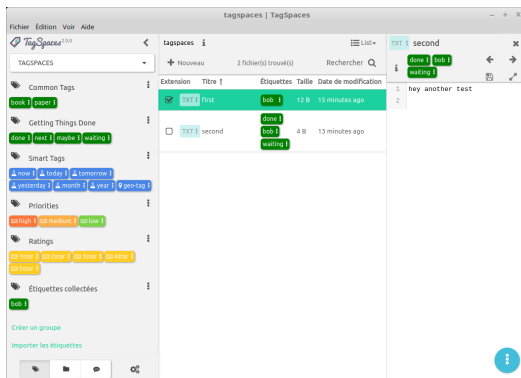 tagspaces | TagSpaces
Fichier Édition Voir Aide
TagSpaces 2.0.0
TAGSPACES
Common Tags
book paper
Getting Things Done
done next maybe waiting
Smart Tags
now today tomorrow
yesterday month year geo-tag
Priorities
high medium low
Ratings
1star 2star 3star 4star
5star
Étiquettes collectées
bob
Créer un groupe
Importer les étiquettes
tagspaces
List
Nouveau 2 fichier(s) trouvé(s) Rechercher
Extension Titre ↑ Étiquettes Taille Date de modification
TXT first bob 12 B 15 minutes ago
TXT second done bob waiting 4 B 13 minutes ago
TXT second
done bob
waiting
1 hey another test
2